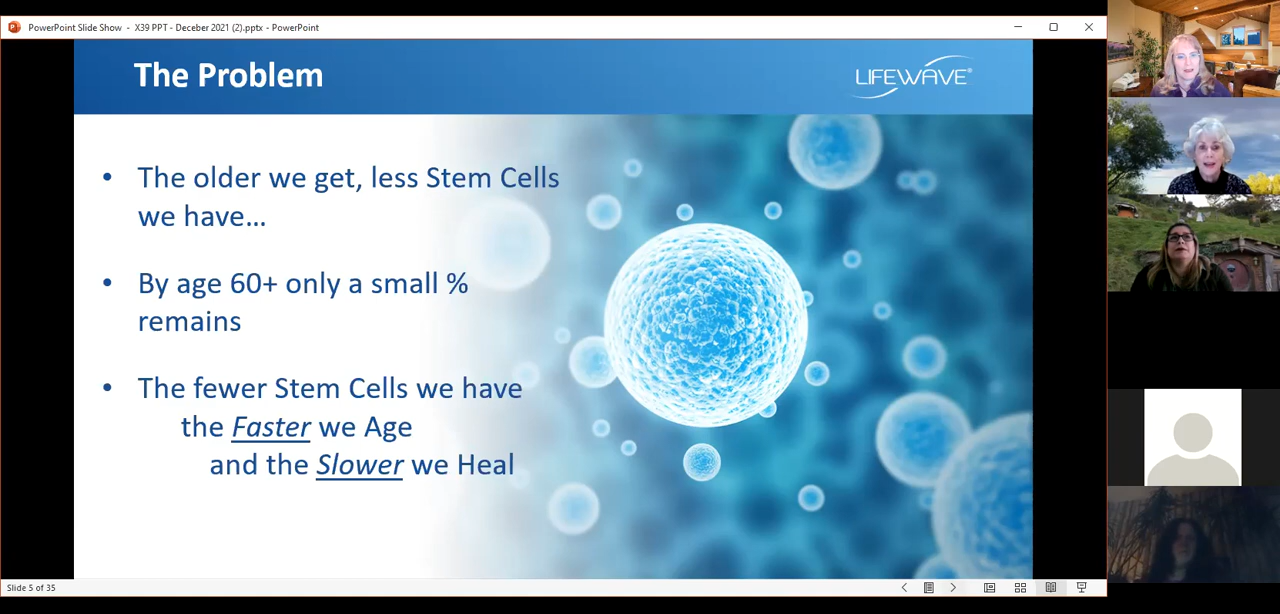 PowerPoint Slide Show - X39 PPT - Deceber 2021 (2).pptx - PowerPoint
The Problem
LIFEWAVE®
• The older we get, less Stem Cells
we have...
• By age 60+ only a small %
remains
• The fewer Stem Cells we have
the Faster we Age
and the Slower we Heal
Slide 5 of 35